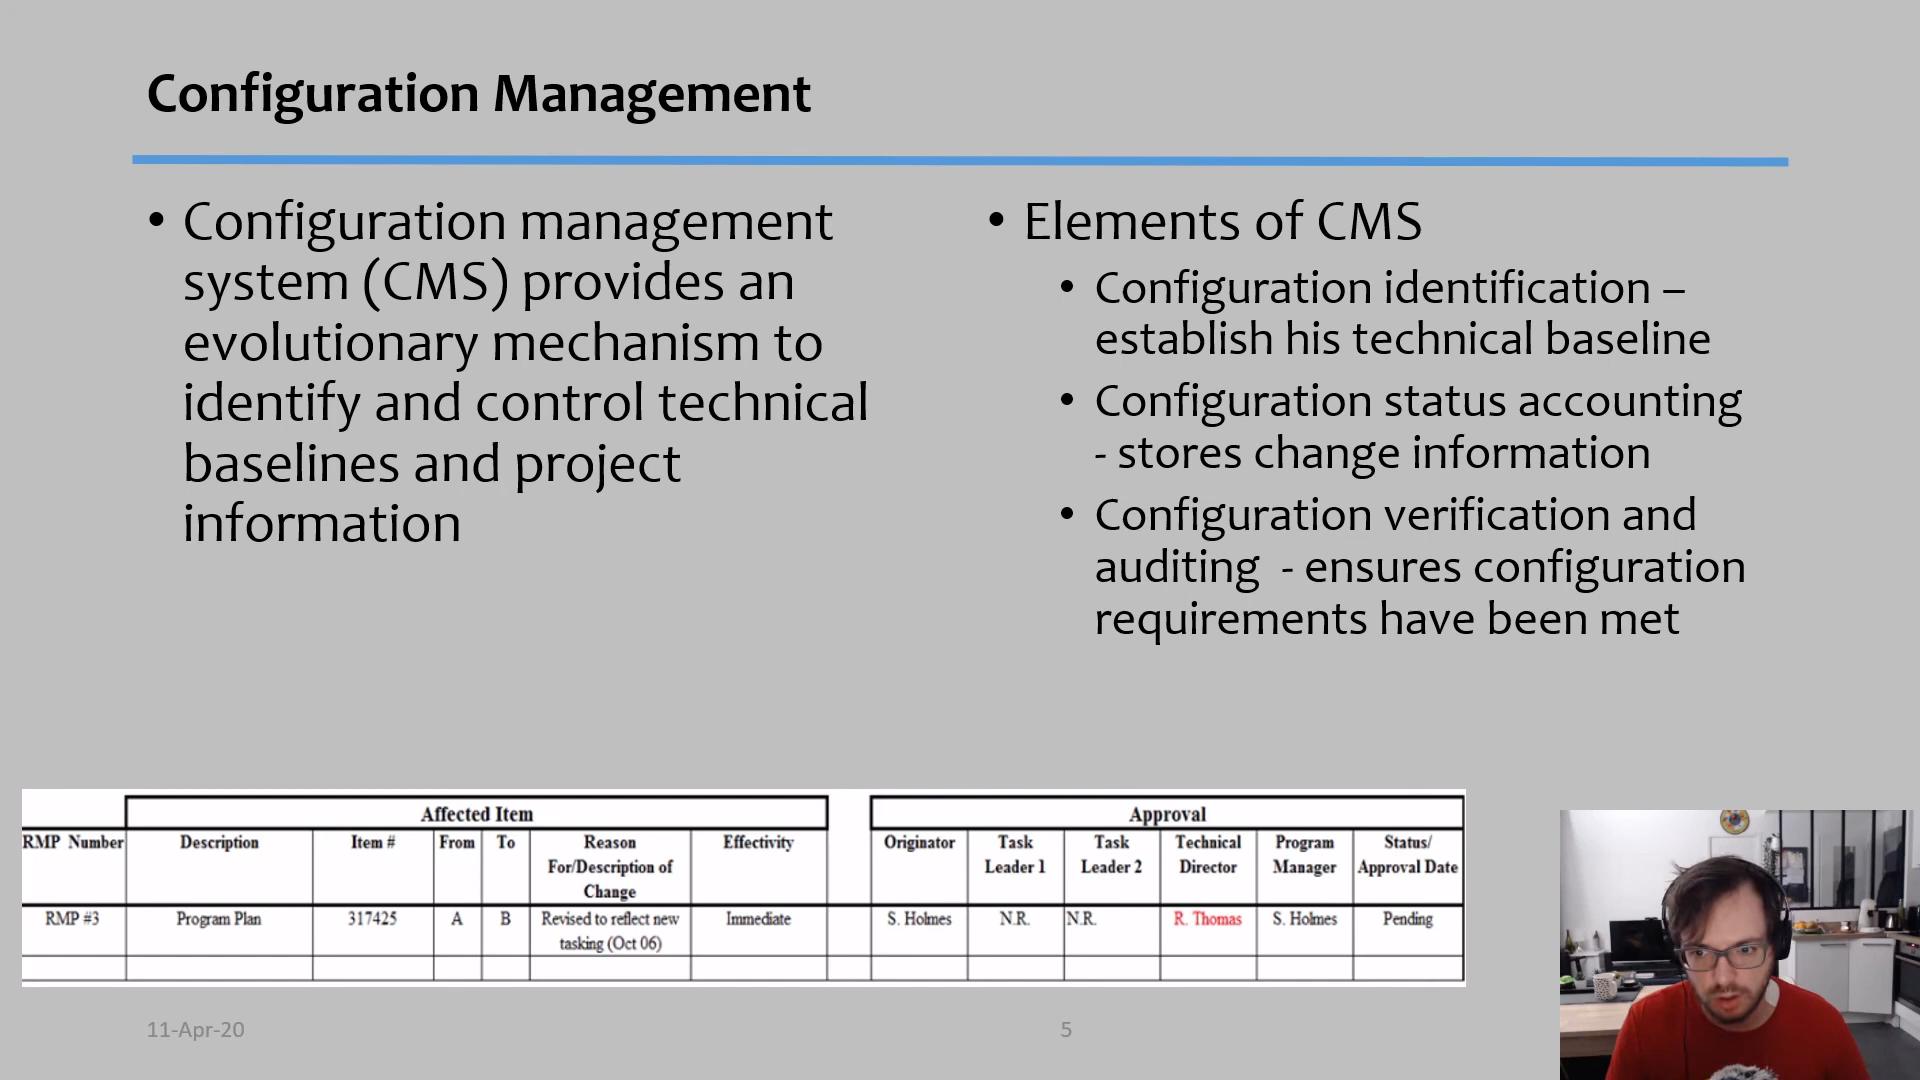 Configuration Management
• Configuration management
system (CMS) provides an
evolutionary mechanism to
identify and control technical
baselines and project
information
• Elements of CMS
• Configuration identification –
establish his technical baseline
• Configuration status accounting
- stores change information
• Configuration verification and
auditing  - ensures configuration
requirements have been met
Affected Item
Approval
RMP Number
Description
Item #
From
To
Reason
For/Description of
Change
Effectivity
Originator
Task
Leader 1
Task
Leader 2
Technical
Director
Program
Manager
Status/
Approval Date
RMP #3
Program Plan
317425
A
B
Revised to reflect new
tasking (Oct 06)
Immediate
S. Holmes
N.R.
N.R.
R. Thomas
S. Holmes
Pending
11-Apr-20
5